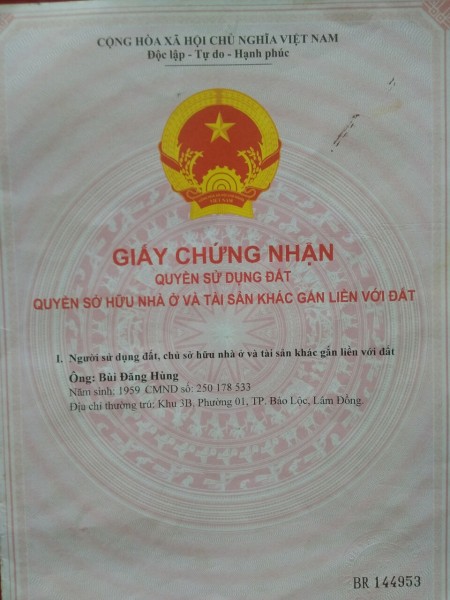 CỘNG HÒA XÃ HỘI CHỦ NGHĨA VIỆT NAM
Độc lập - Tự do - Hạnh phúc
VIỆT NAM
GIẤY CHỨNG NHẬN
QUYỀN SỬ DỤNG ĐẤT
QUYỀN SỞ HỮU NHÀ Ở VÀ TÀI SẢN KHÁC GẮN LIỀN VỚI ĐẤT
I. Người sử dụng đất, chủ sở hữu nhà ở và tài sản khác gắn liền với đất
Ông: Bùi Đăng Hùng
Năm sinh: 1959 CMND số: 250 178 533
Địa chỉ thường trú: Khu 3B, Phường 01, TP. Bảo Lộc, Lâm Đồng.
BR 144953